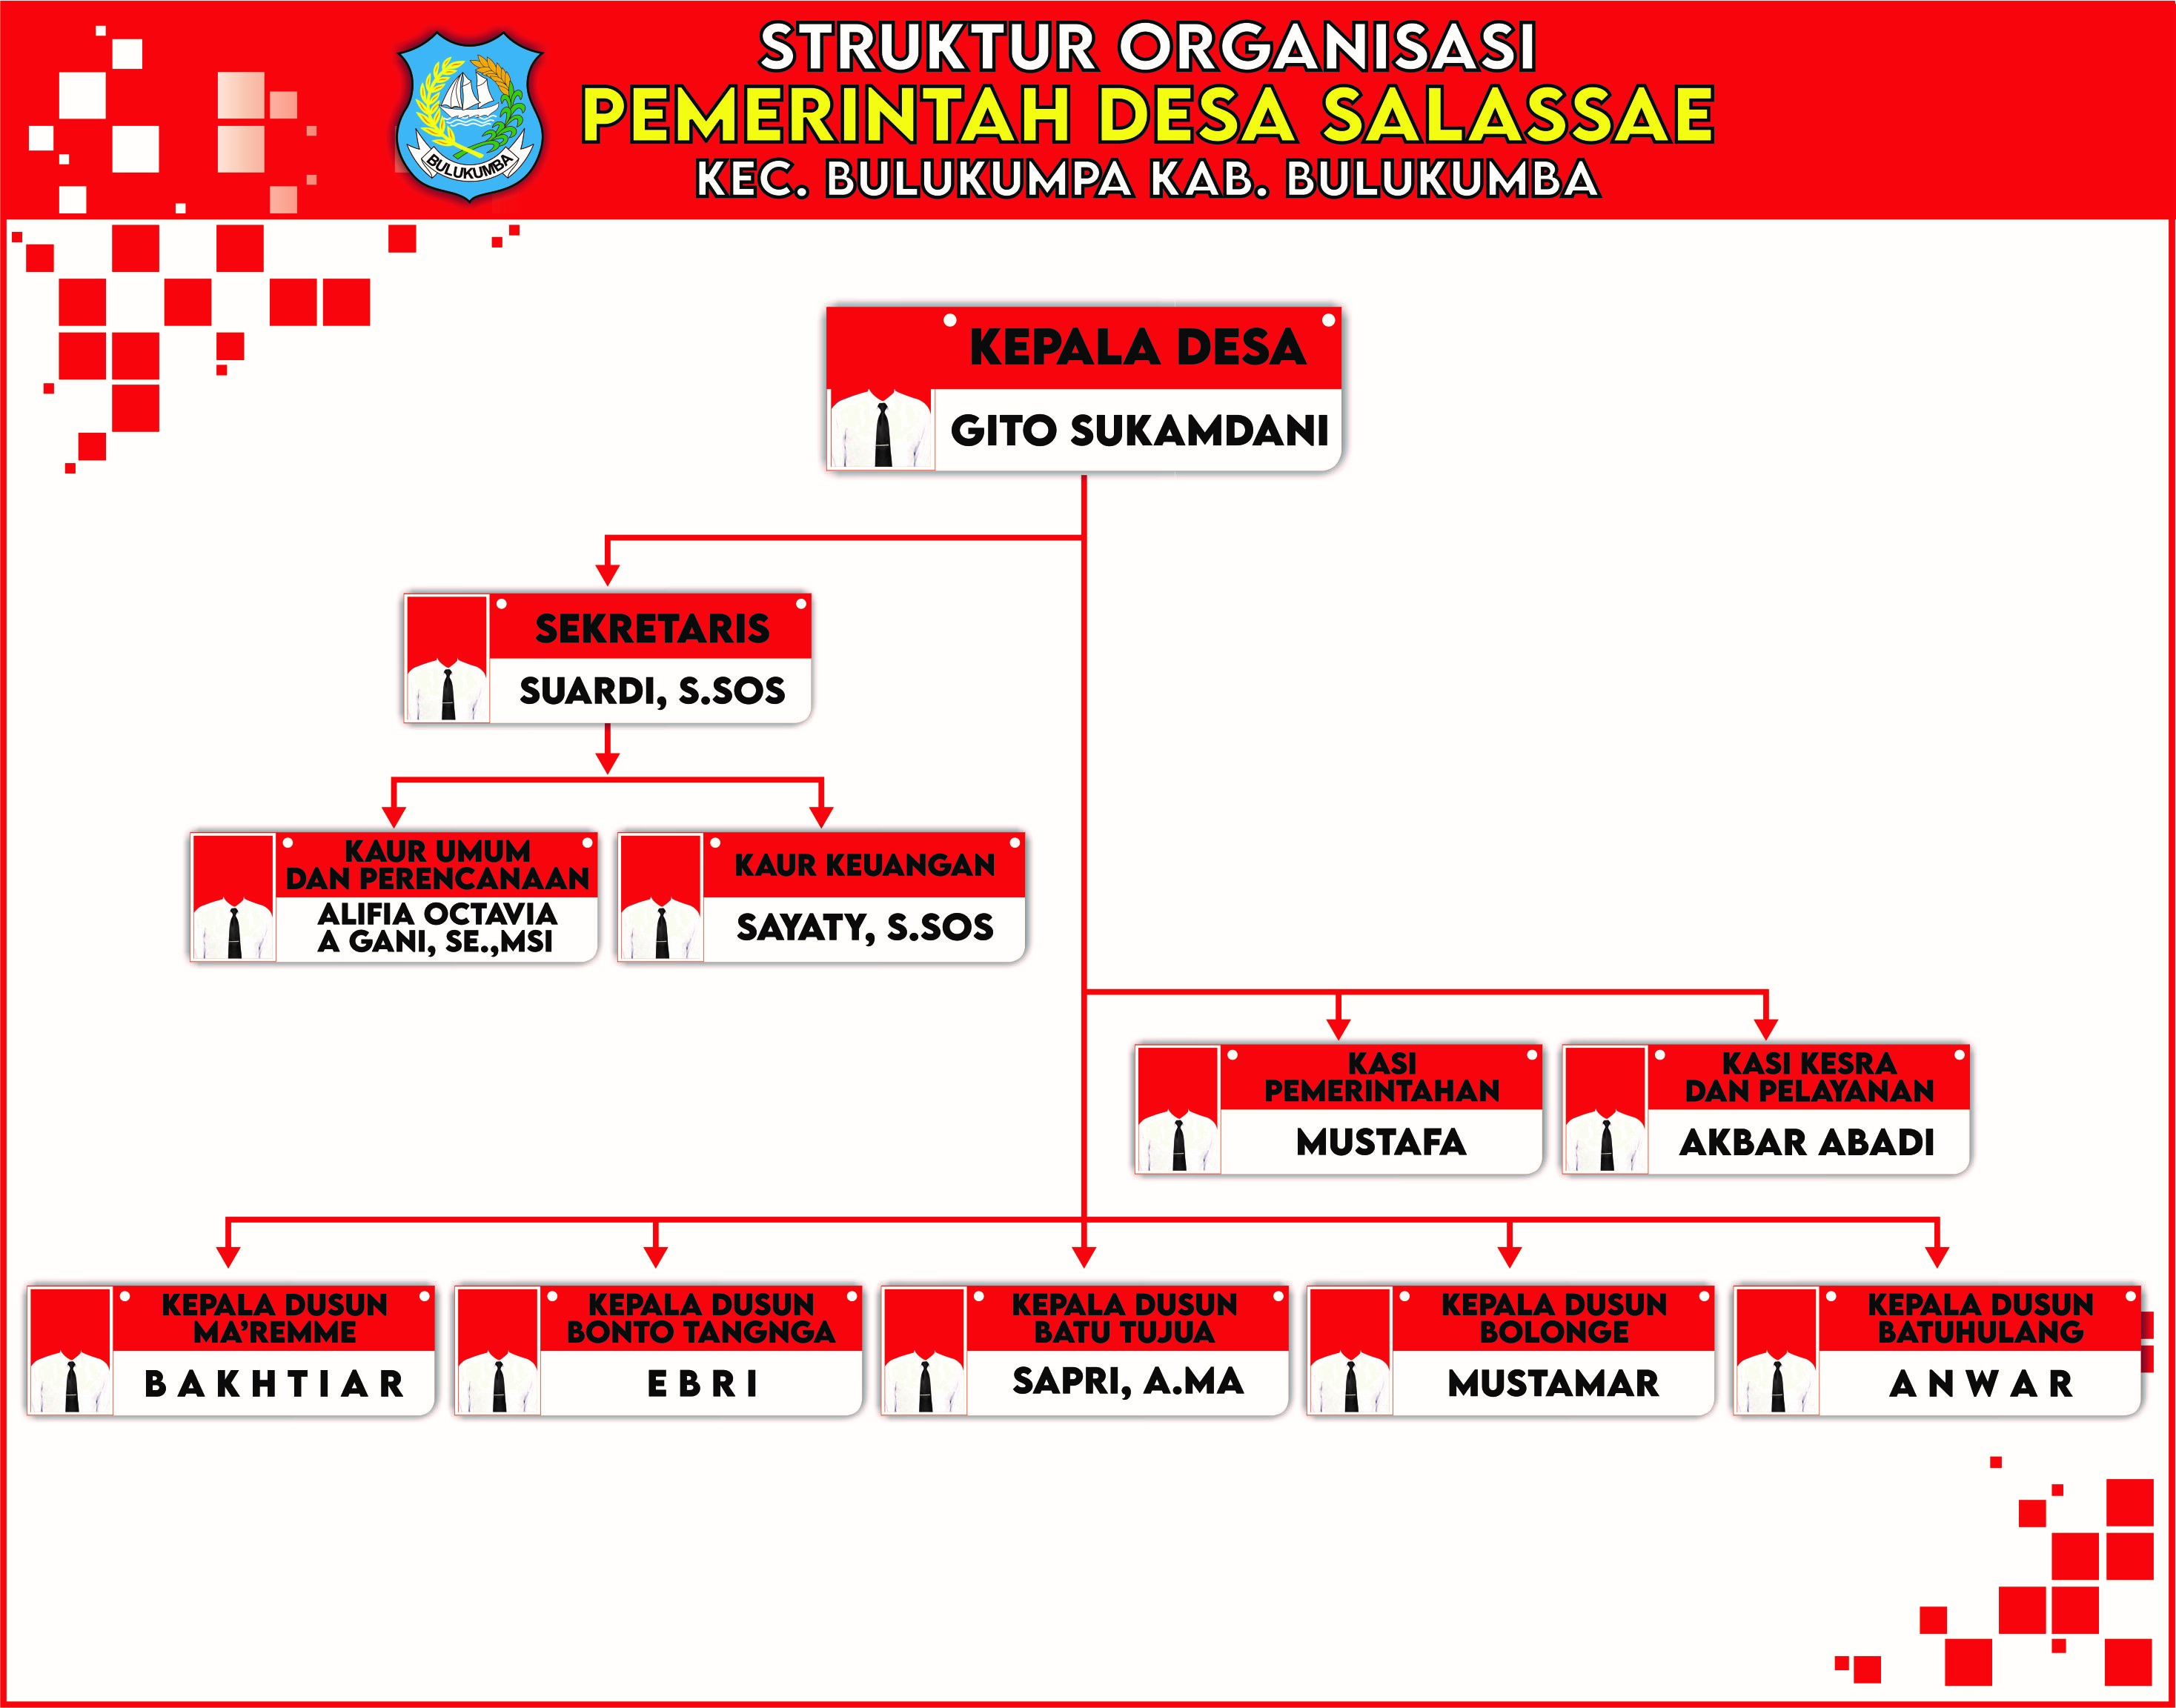 STRUKTUR ORGANISASI
PEMERINTAH DESA SALASSAE
KEC. BULUKUMPA KAB. BULUKUMBA
BULUKUMBA
KEPALA DESA
GITO SUKAMDANI
SEKRETARIS
SUARDI, S.SOS
KAUR UMUM
DAN PERENCANAAN
ALIFIA OCTAVIA
A GANI, SE.,MSI
KAUR KEUANGAN
SAYATY, S.SOS
KASI
PEMERINTAHAN
MUSTAFA
KASI KESRA
DAN PELAYANAN
AKBAR ABADI
KEPALA DUSUN
MA'REMME
BAKHTIAR
KEPALA DUSUN
BONTO TANGNGA
EBRI
KEPALA DUSUN
BATU TUJUA
SAPRI, A.MA
KEPALA DUSUN
BOLONGE
MUSTAMAR
KEPALA DUSUN
BATUHULANG
ANWAR